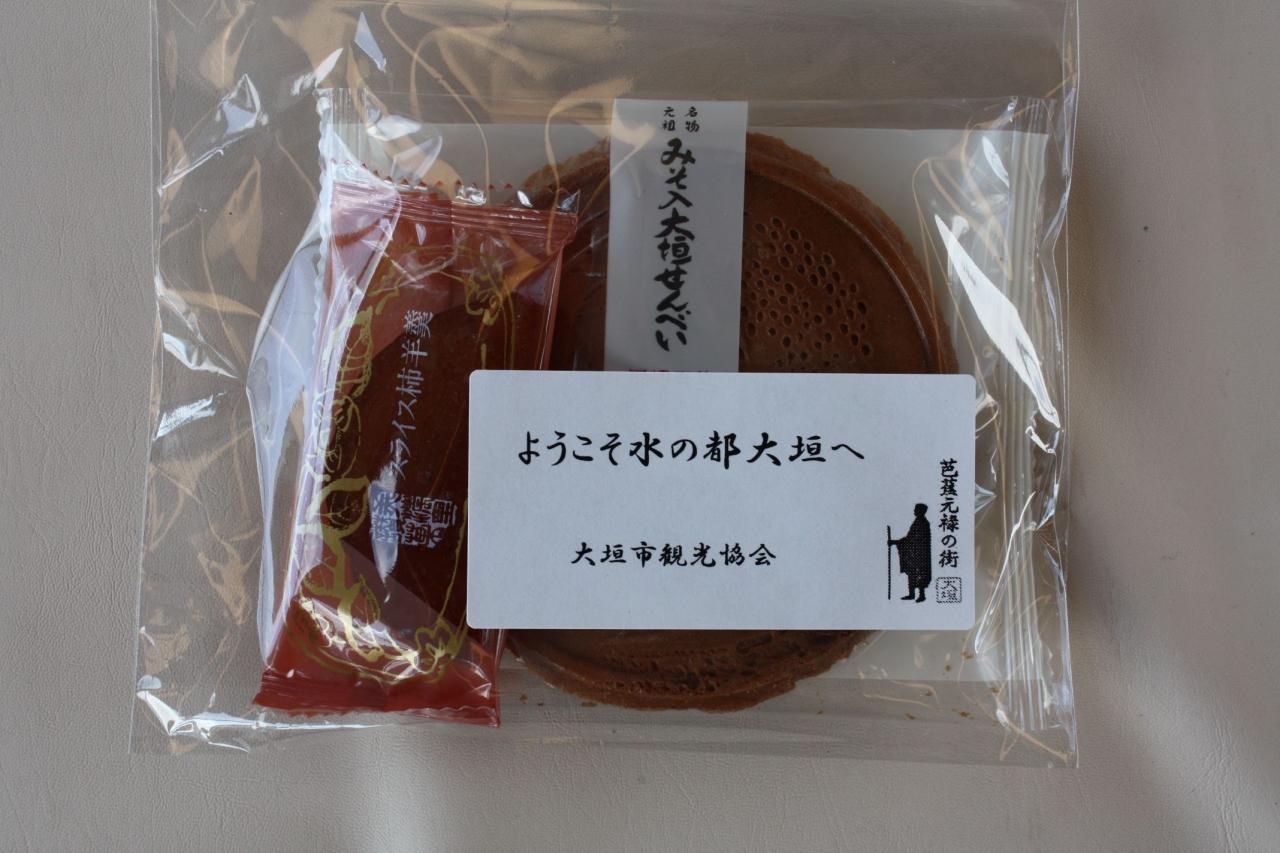 名物
元祖
みそ入大垣せんべい
スライス柿羊羹
ようこそ水の都大垣へ
大垣市観光協会
芭蕉元禄の街
大垣